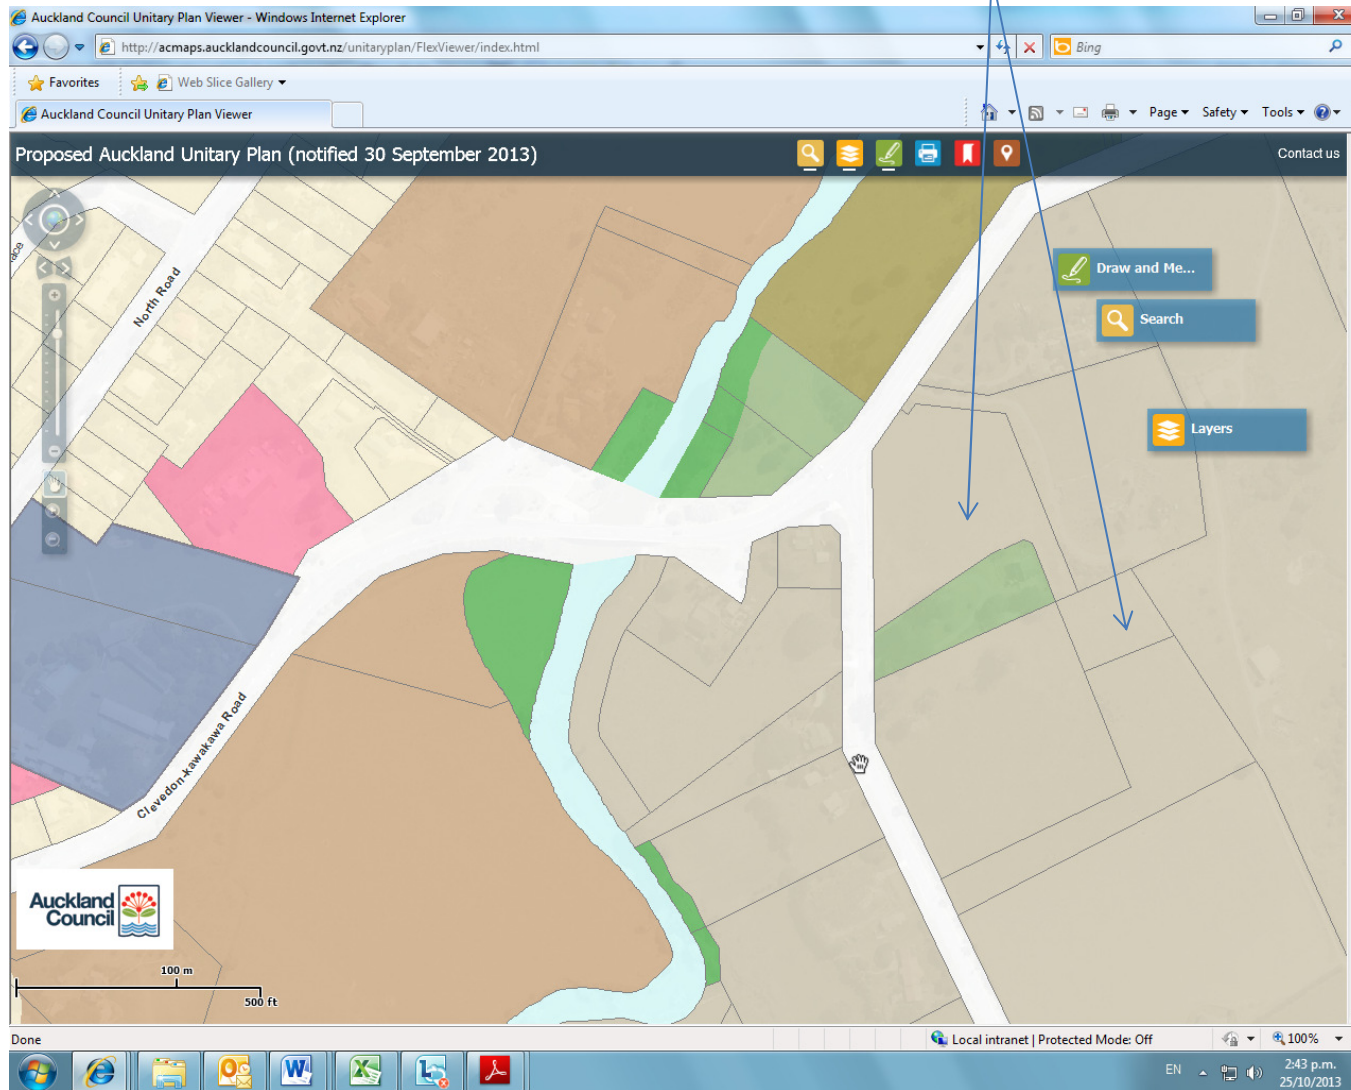 Auckland Council Unitary Plan Viewer - Windows Internet Explorer
http://acmaps.aucklandcouncil.govt.nz/unitaryplan/FlexViewer/index.html
Bing
Favorites
Web Slice Gallery
Auckland Council Unitary Plan Viewer
Page
Safety
Tools
Proposed Auckland Unitary Plan (notified 30 September 2013)
Contact us
North Road
Draw and Me...
Search
Layers
Clevedon-kawakawa Road
Auckland
Council
100 m
500 ft
Done
Local intranet | Protected Mode: Off
100%
EN
2:43 p.m.
25/10/2013